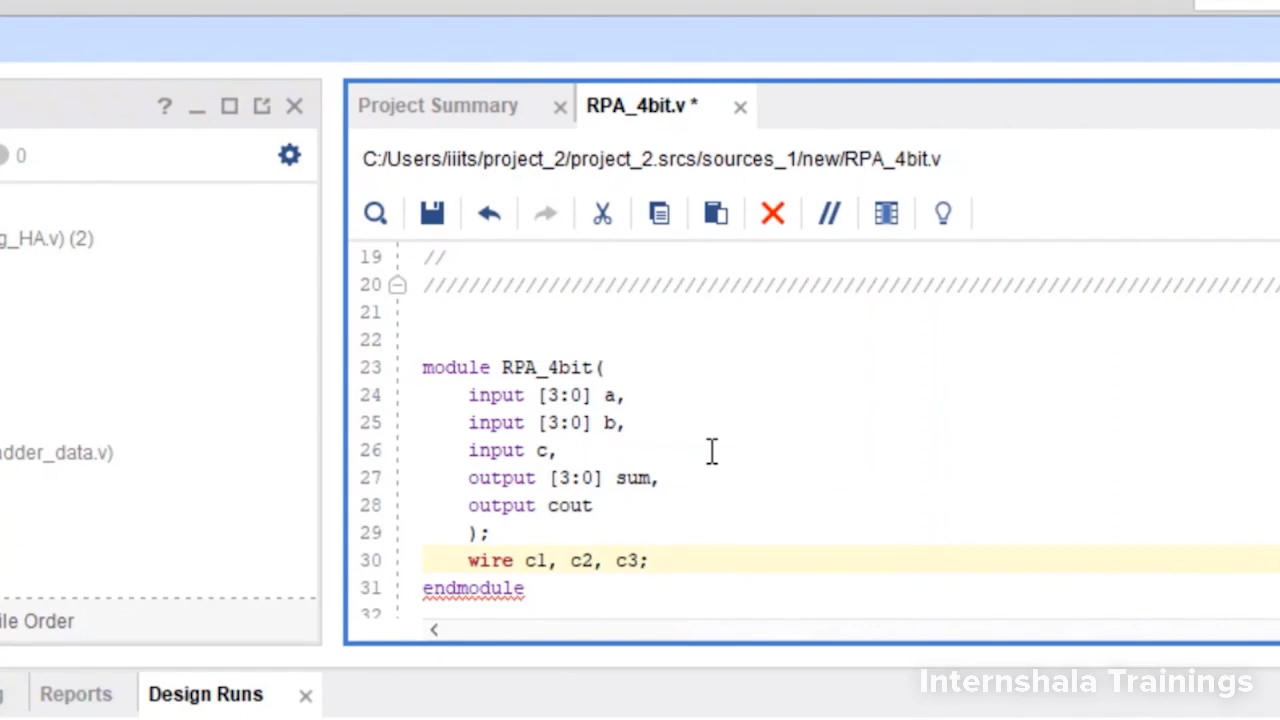 ? 
Project Summary
RPA_4bit.v *
0
C:/Users/iiits/project_2/project_2.srcs/sources_1/new/RPA_4bit.v
g_HA.v) (2)
dder_data.v)
ile Order
19 //
20 //////////////////////////////////////////////////////////////////////////
21
22
23 module RPA_4bit(
24 input [3:0] a,
25 input [3:0] b,
26 input c,
27 output [3:0] sum,
28 output cout
29 );
30 wire c1, c2, c3;
31 endmodule
32
g
Reports
Design Runs
Internshala Trainings